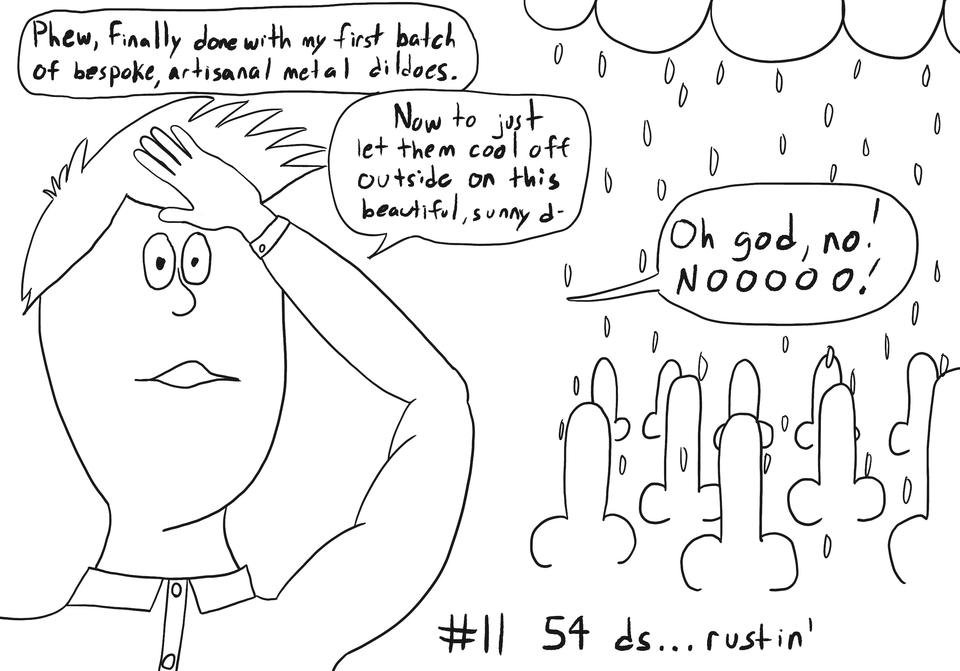 Phew, finally done with my first batch
of bespoke, artisanal metal dildoes.
Now to just
let them cool off
outside on this
beautiful, sunny d-
Oh god, no!
NOOOOO!
#11 54 ds... rustin'